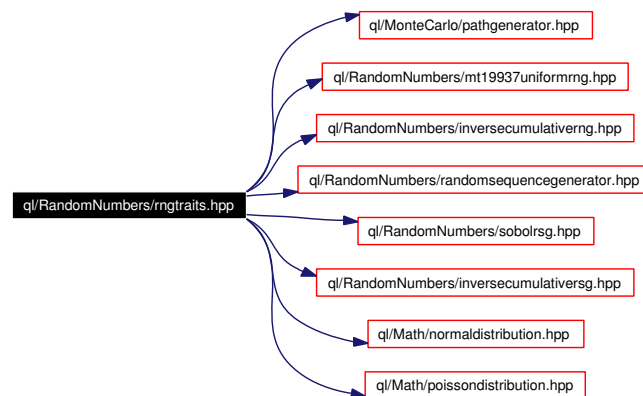 ql/MonteCarlo/pathgenerator.hpp
ql/RandomNumbers/mt19937uniformrng.hpp
ql/RandomNumbers/inversecumulativerng.hpp
ql/RandomNumbers/randomsequencegenerator.hpp
ql/RandomNumbers/rngtraits.hpp
ql/RandomNumbers/sobolrsg.hpp
ql/RandomNumbers/inversecumulativersg.hpp
ql/Math/normaldistribution.hpp
ql/Math/poissondistribution.hpp